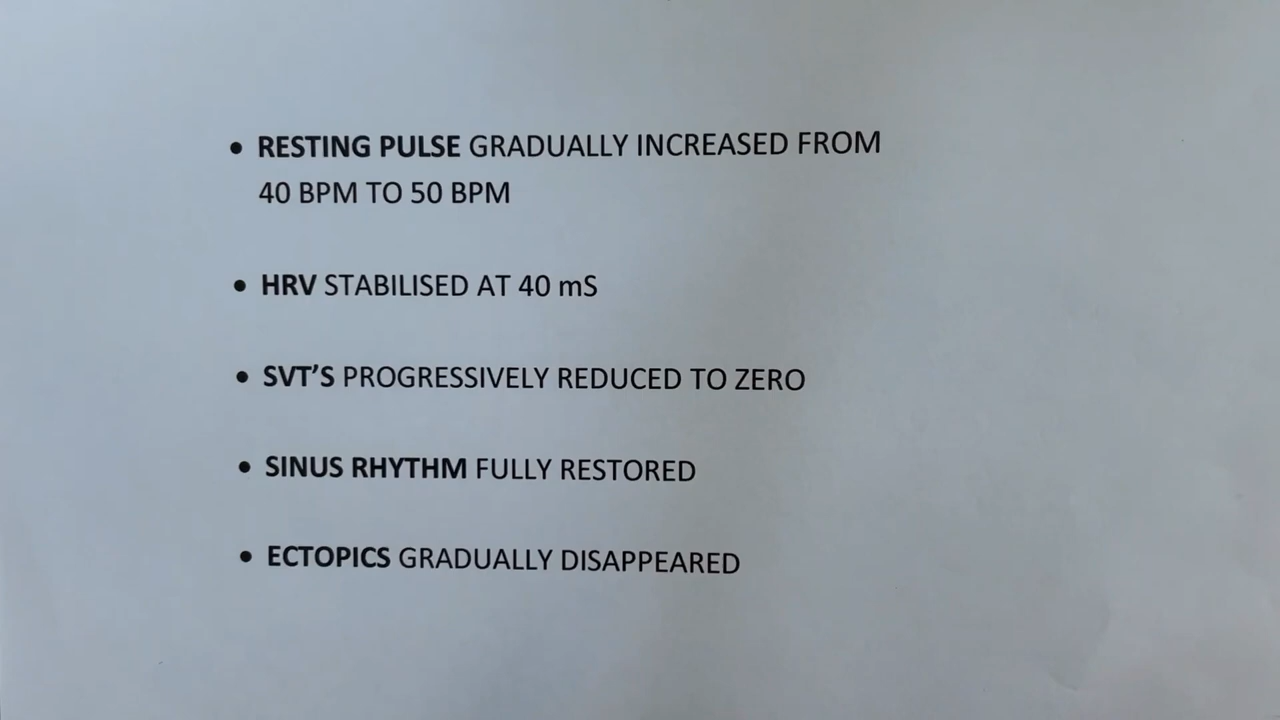 • RESTING PULSE GRADUALLY INCREASED FROM
40 BPM TO 50 BPM
• HRV STABILISED AT 40 mS
• SVT'S PROGRESSIVELY REDUCED TO ZERO
• SINUS RHYTHM FULLY RESTORED
• ECTOPICS GRADUALLY DISAPPEARED